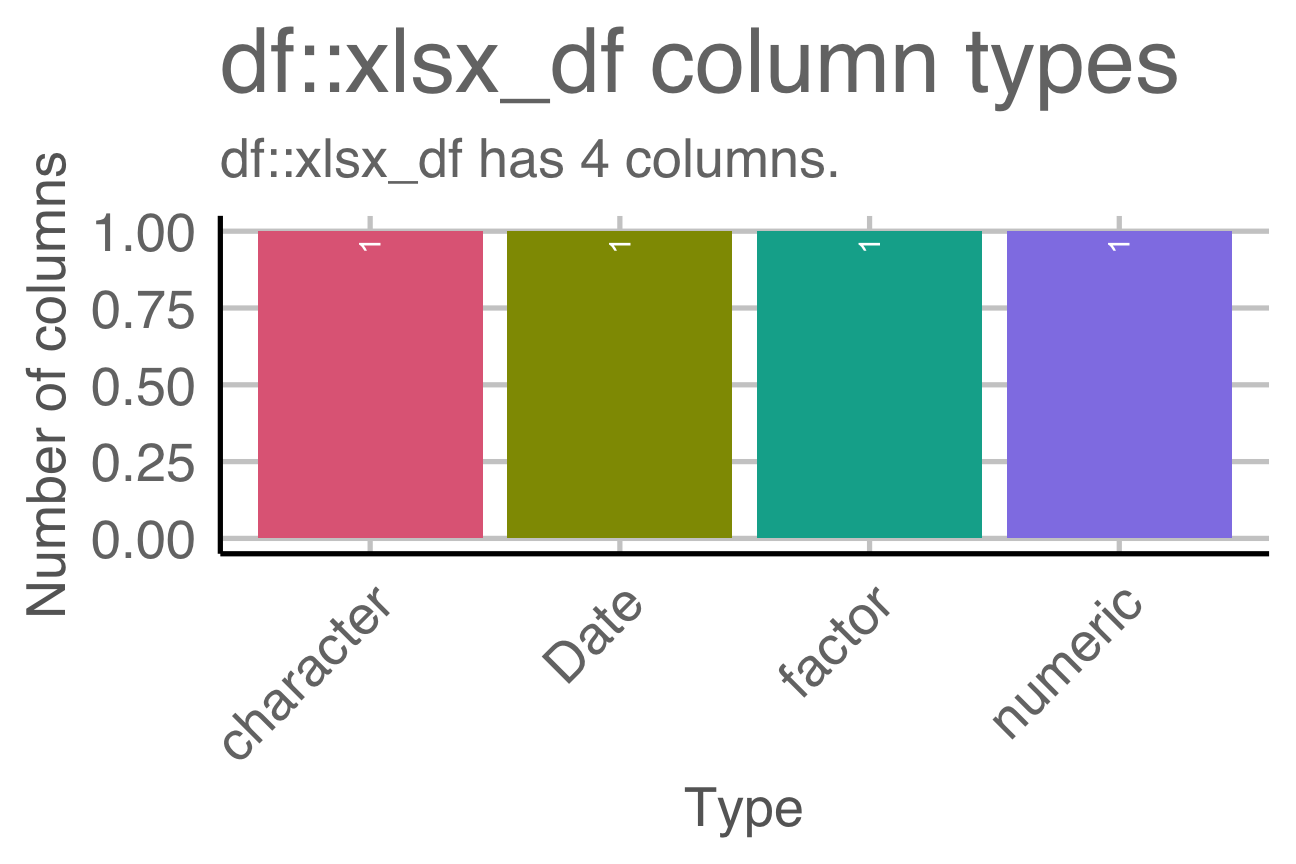 df::xlsx_df column types
df::xlsx_df has 4 columns.
Number of columns
1.00
0.75
0.50
0.25
0.00
1
1
1
1
character
Date
factor
numeric
Type